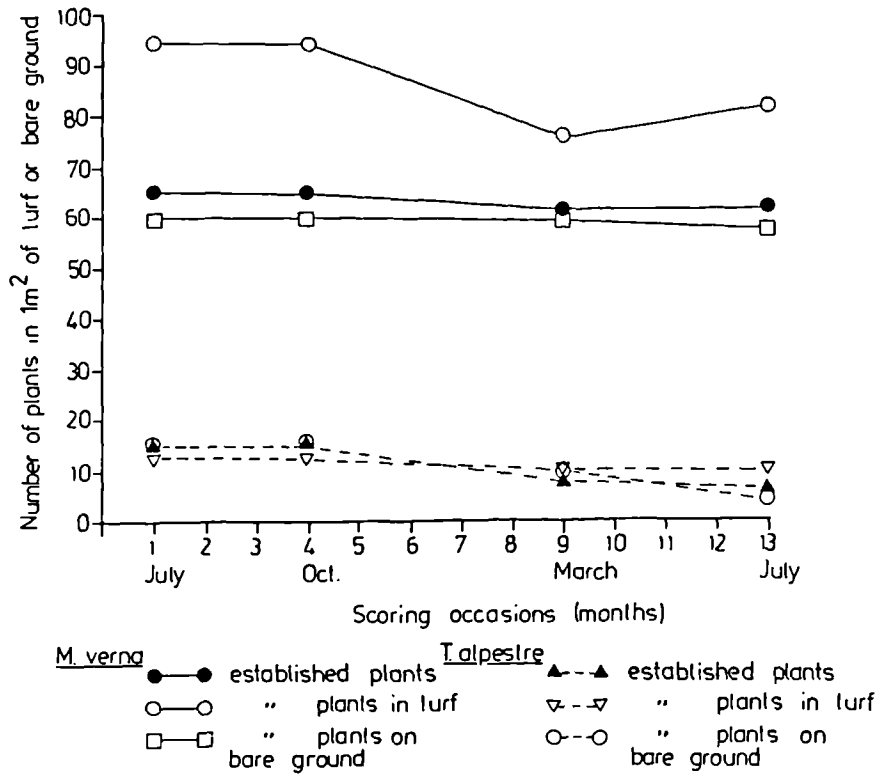 Number of plants in 1m² of turf or bare ground
100
90
80
70
60
50
40
30
20
10
0
1 2 3 4 5 6 7 8 9 10 11 12 13
July Oct. March July
Scoring occasions (months)
M. verna T. alpestre
established plants established plants
" plants in turf " plants in turf
" plants on " plants on
bare ground bare ground